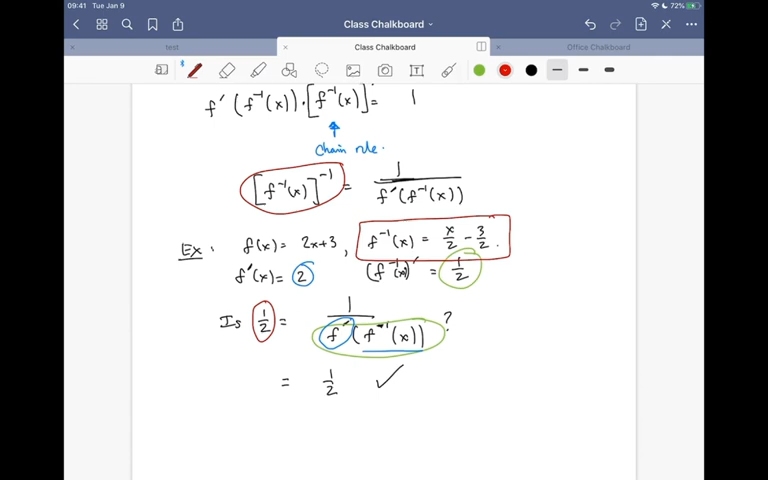 09:41 Tue Jan 9 72%
Class Chalkboard
test Class Chalkboard Office Chalkboard
f'(f⁻¹(x))·[f⁻¹(x)]'= 1
Chain rule.
[f⁻¹(x)]⁻¹ = 1/f'(f⁻¹(x))
Ex: f(x)= 2x+3, f⁻¹(x) = x/2 - 3/2.
f'(x)= 2 (f⁻¹(x))' = 1/2
Is 1/2 = 1/f'(f⁻¹(x)) ?
= 1/2 ✓